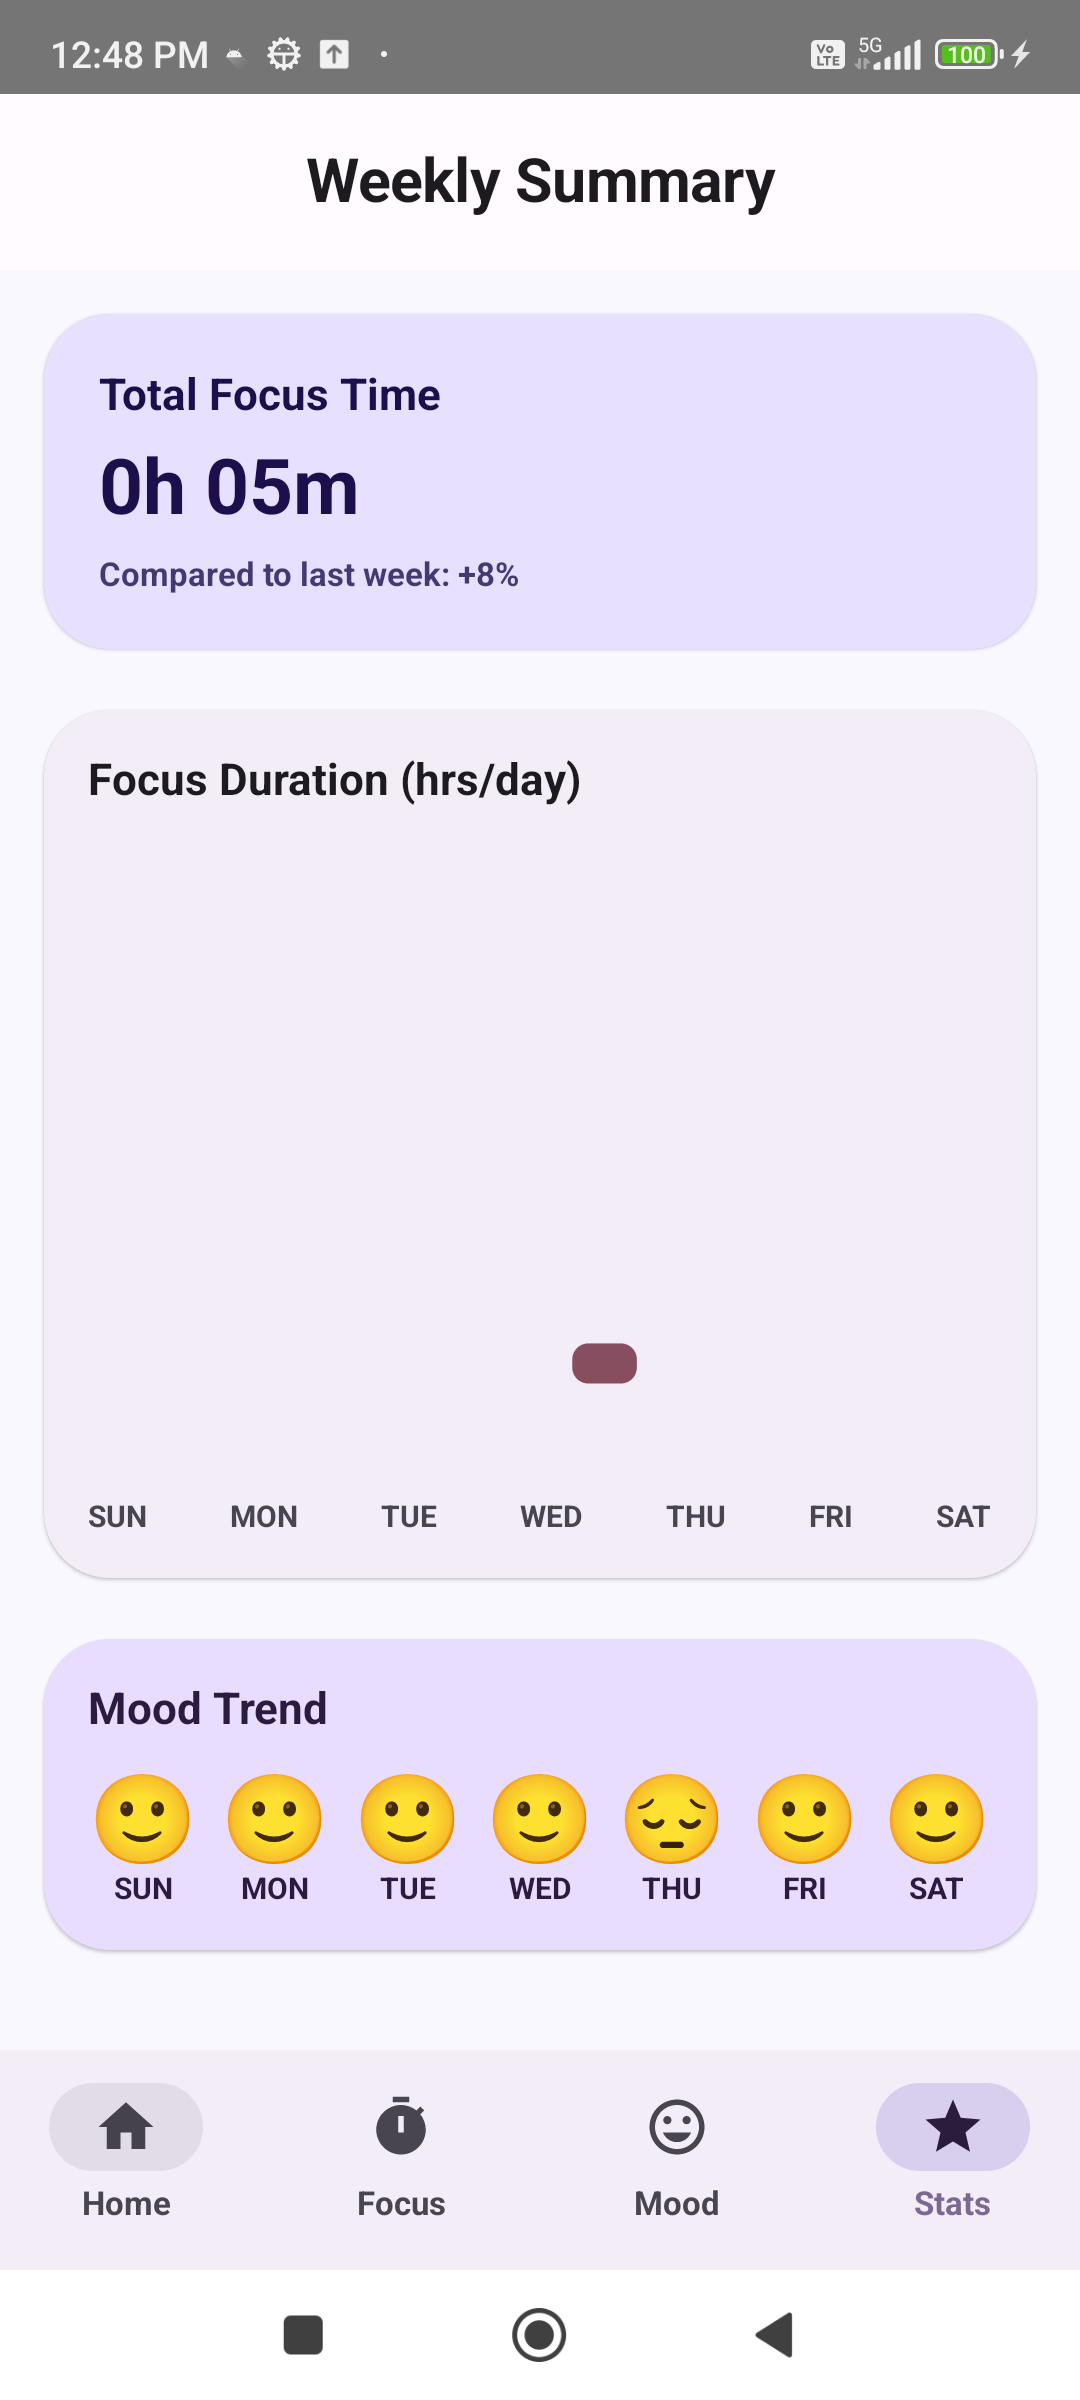 12:48 PM
Vo LTE 5G 100
Weekly Summary
Total Focus Time
0h 05m
Compared to last week: +8%
Focus Duration (hrs/day)
SUN MON TUE WED THU FRI SAT
Mood Trend
SUN MON TUE WED THU FRI SAT
Home Focus Mood Stats